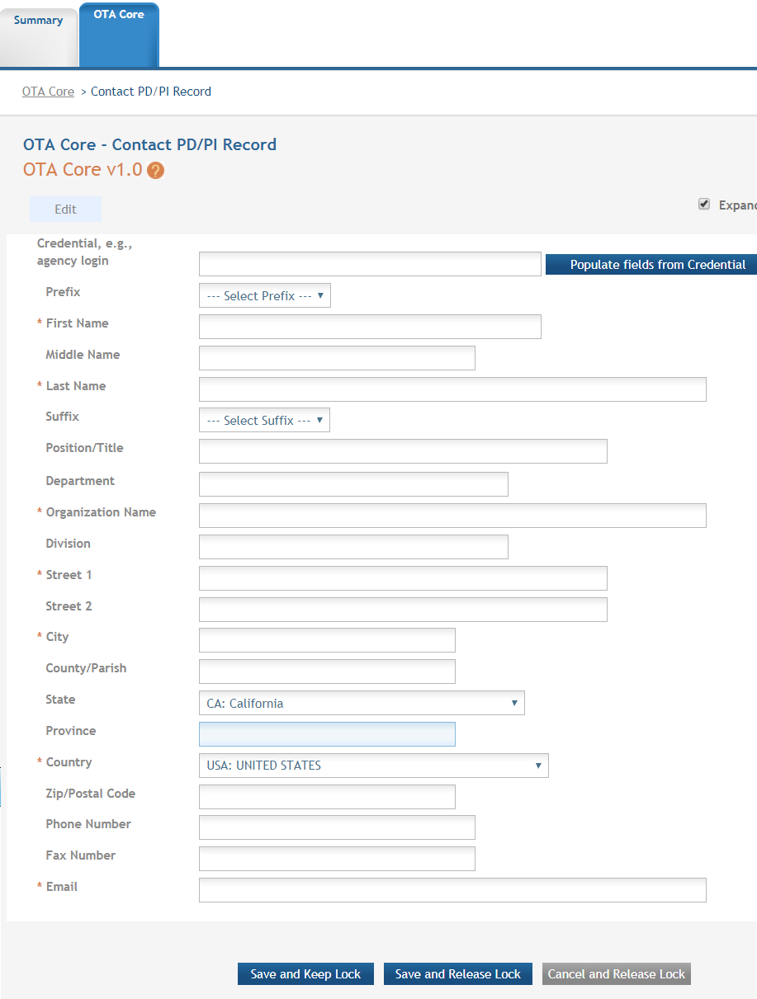 Summary
OTA Core
OTA Core > Contact PD/PI Record
OTA Core - Contact PD/PI Record
OTA Core v1.0 ?
Edit
Expand
Credential, e.g.,
agency login
Populate fields from Credential
Prefix
--- Select Prefix ---
* First Name
Middle Name
* Last Name
Suffix
--- Select Suffix ---
Position/Title
Department
* Organization Name
Division
* Street 1
Street 2
* City
County/Parish
State
CA: California
Province
* Country
USA: UNITED STATES
Zip/Postal Code
Phone Number
Fax Number
* Email
Save and Keep Lock
Save and Release Lock
Cancel and Release Lock